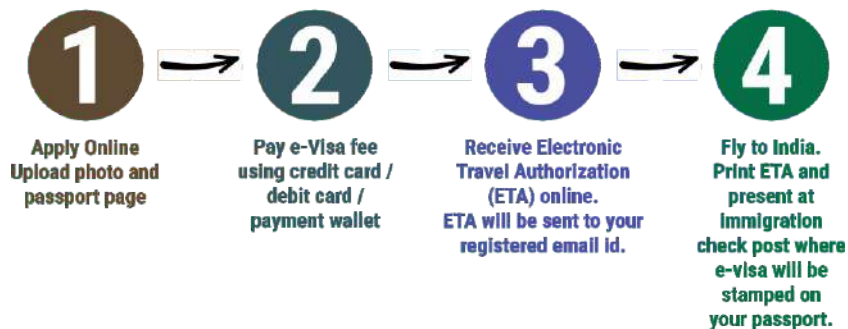 1
2
3
4
Apply Online
Upload photo and
passport page
Pay e-Visa fee
using credit card /
debit card /
payment wallet
Receive Electronic
Travel Authorization
(ETA) online.
ETA will be sent to your
registered email id.
Fly to India.
Print ETA and
present at
immigration
check post where
e-visa will be
stamped on
your passport.